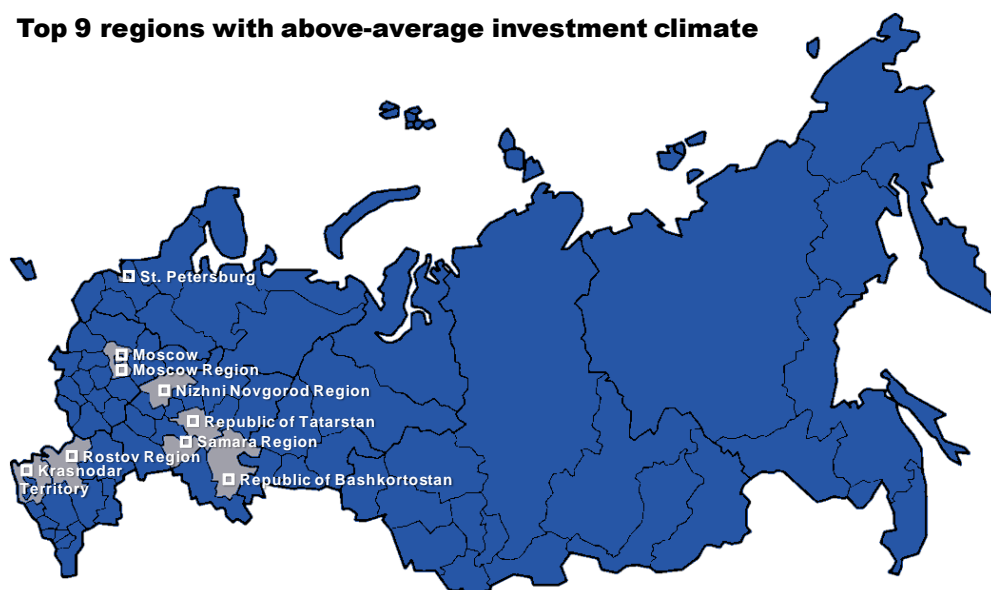 Top 9 regions with above-average investment climate
St. Petersburg
Moscow
Moscow Region
Nizhni Novgorod Region
Republic of Tatarstan
Samara Region
Rostov Region
Krasnodar
Territory
Republic of Bashkortostan